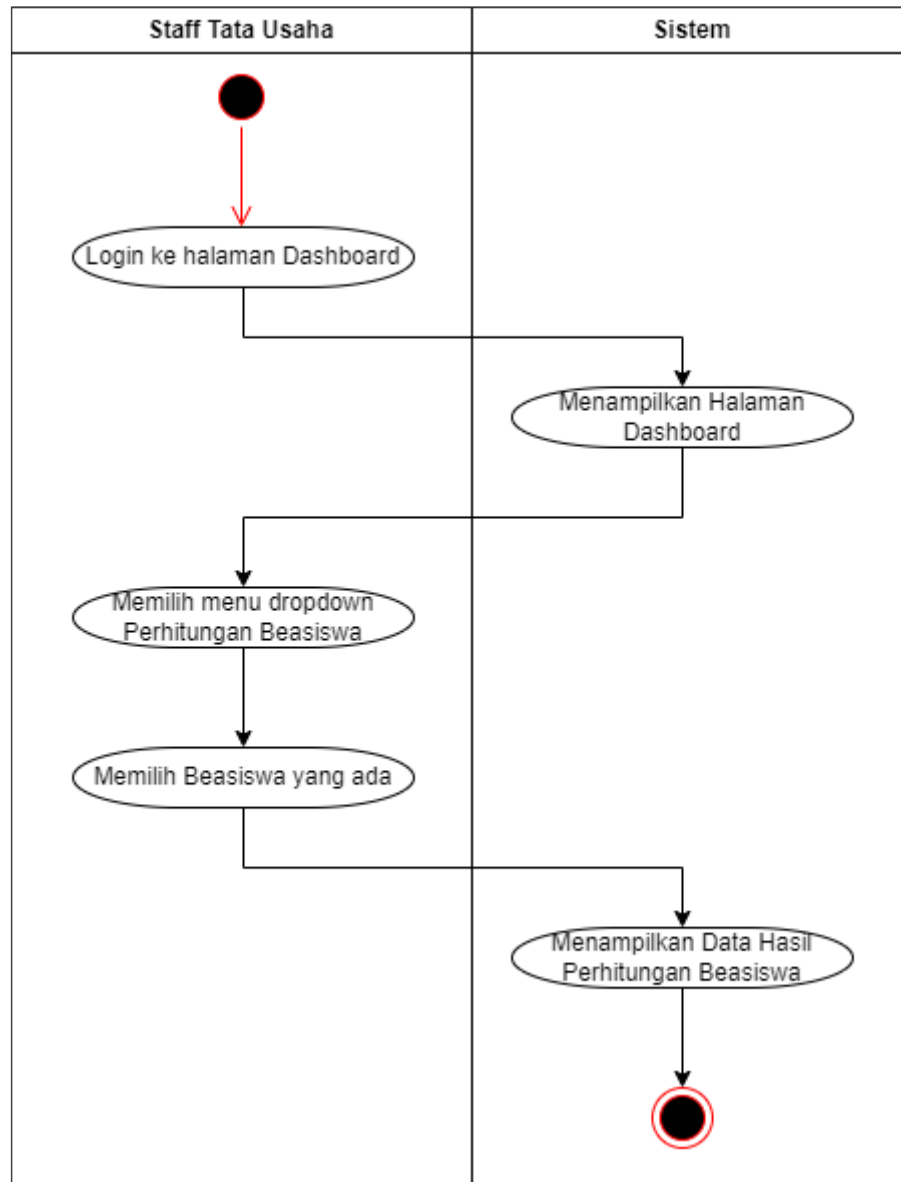 Staff Tata Usaha
Sistem
Login ke halaman Dashboard
Menampilkan Halaman
Dashboard
Memilih menu dropdown
Perhitungan Beasiswa
Memilih Beasiswa yang ada
Menampilkan Data Hasil
Perhitungan Beasiswa